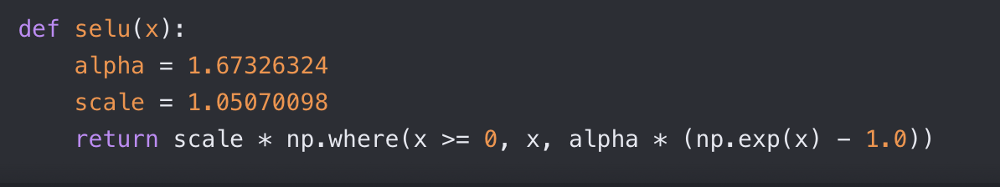 def selu(x):
    alpha = 1.67326324
    scale = 1.05070098
    return scale * np.where(x >= 0, x, alpha * (np.exp(x) - 1.0))